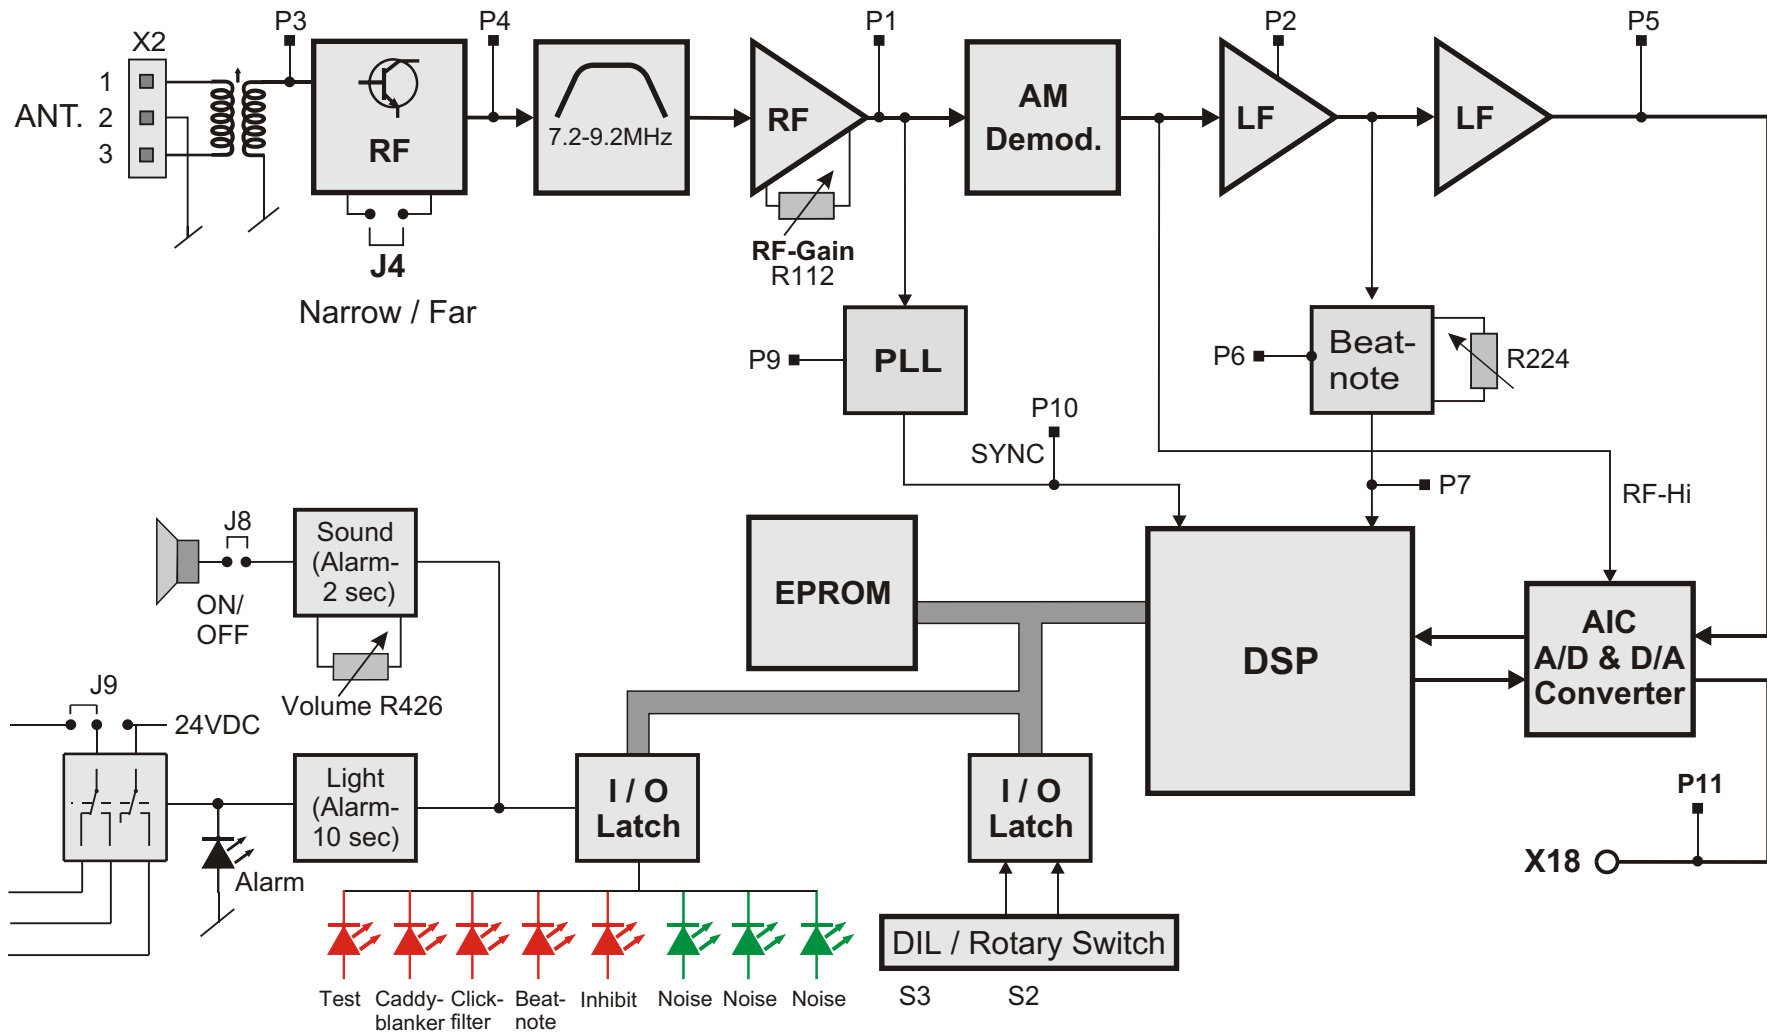 P3
P4
P1
P2
P5
X2
1
ANT. 2
3
RF
7.2-9.2MHz
RF
AM
Demod.
LF
LF
J4
Narrow / Far
RF-Gain
R112
P9
PLL
P6
Beat-
note
R224
P10
SYNC
P7
RF-Hi
J8
ON/
OFF
Sound
(Alarm-
2 sec)
Volume R426
EPROM
DSP
AIC
A/D & D/A
Converter
J9
24VDC
Light
(Alarm-
10 sec)
I / O
Latch
I / O
Latch
P11
X18
Alarm
DIL / Rotary Switch
S3
S2
Test
Caddy-
blanker
Click-
filter
Beat-
note
Inhibit
Noise
Noise
Noise